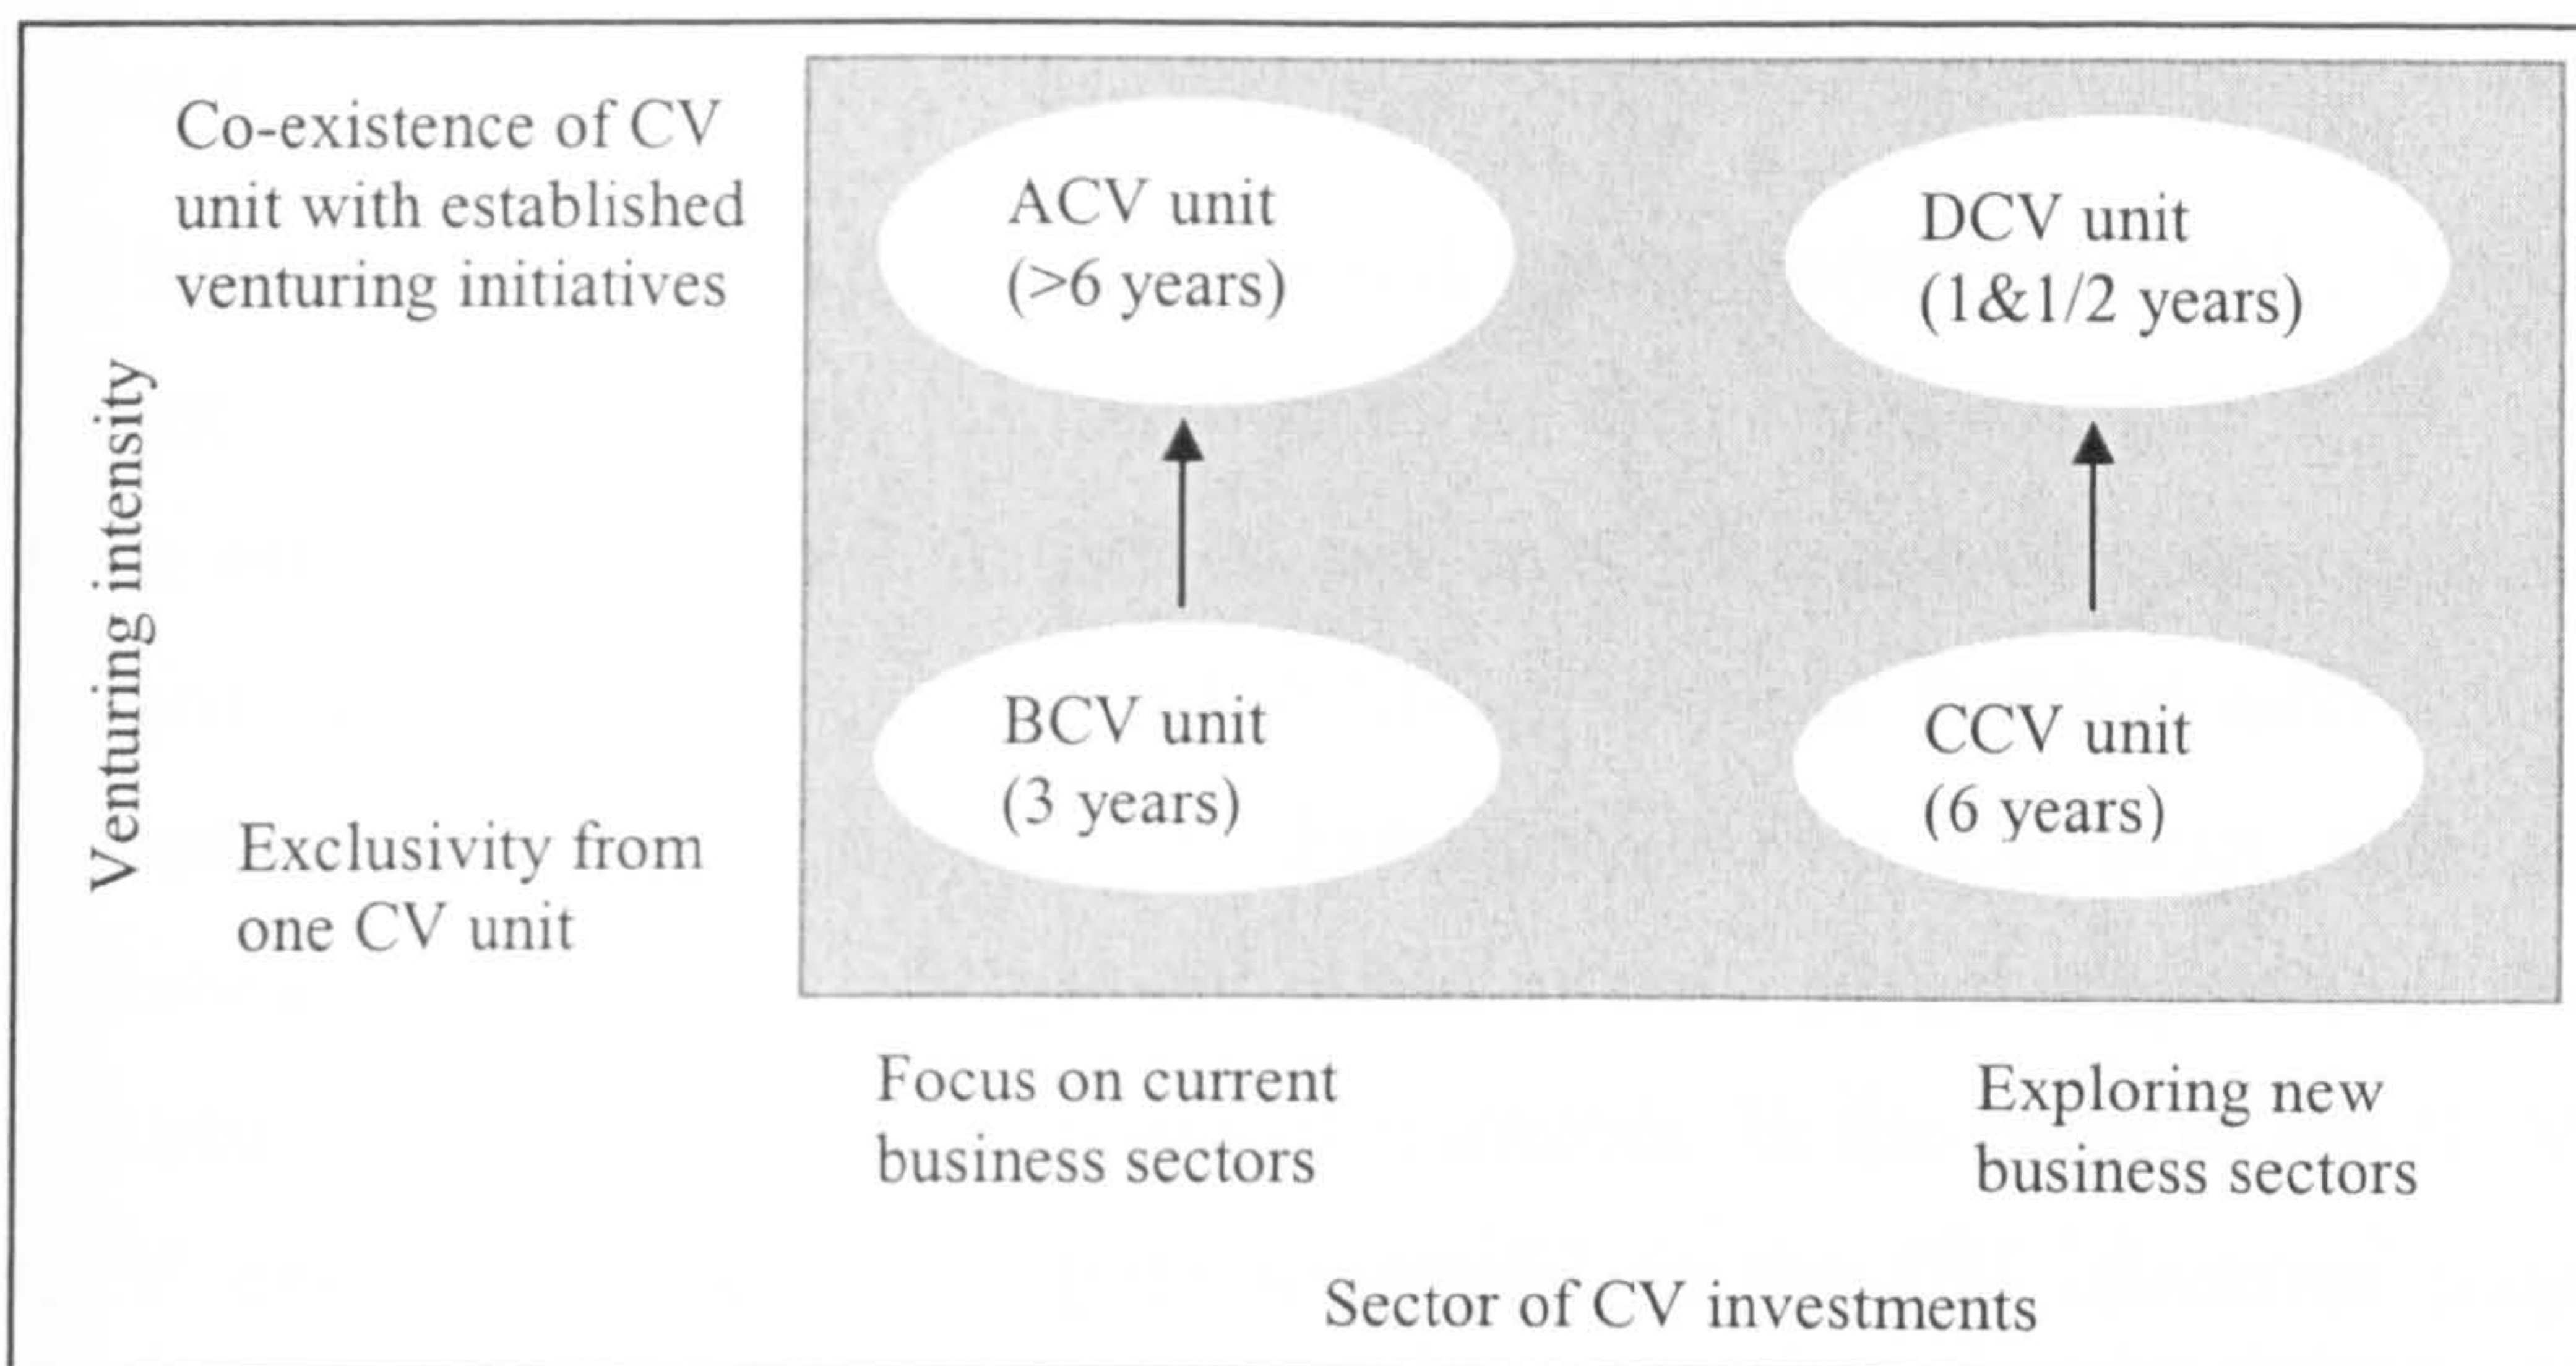 Co-existence of CV
unit with established
venturing initiatives
ACV unit
(>6 years)
DCV unit
(1&1/2 years)
Venturing intensity
BCV unit
(3 years)
CCV unit
(6 years)
Exclusivity from
one CV unit
Focus on current
business sectors
Exploring new
business sectors
Sector of CV investments